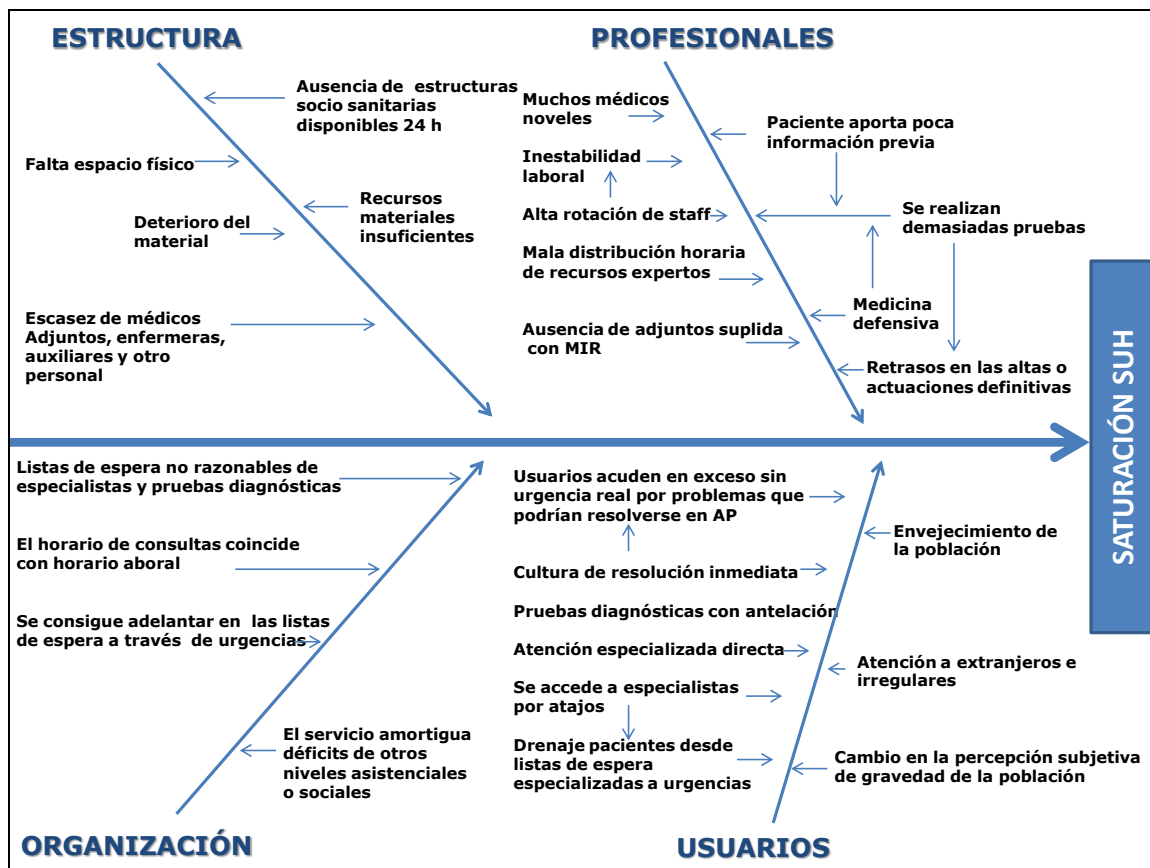 ESTRUCTURA
Ausencia de estructuras
socio sanitarias
disponibles 24 h
Falta espacio físico
Recursos
materiales
insuficientes
Deterioro del
material
Escasez de médicos
Adjuntos, enfermeras,
auxiliares y otro
personal
PROFESIONALES
Muchos médicos
noveles
Paciente aporta poca
información previa
Inestabilidad
laboral
Alta rotación de staff
Se realizan
demasiadas pruebas
Mala distribución horaria
de recursos expertos
Medicina
defensiva
Ausencia de adjuntos suplida
con MIR
Retrasos en las altas o
actuaciones definitivas
SATURACIÓN SUH
Listas de espera no razonables de
especialistas y pruebas diagnósticas
El horario de consultas coincide
con horario aboral
Se consigue adelantar en las listas
de espera a través de urgencias
El servicio amortigua
déficits de otros
niveles asistenciales
o sociales
ORGANIZACIÓN
Usuarios acuden en exceso sin
urgencia real por problemas que
podrían resolverse en AP
Envejecimiento de
la población
Cultura de resolución inmediata
Pruebas diagnósticas con antelación
Atención especializada directa
Atención a extranjeros e
irregulares
Se accede a especialistas
por atajos
Drenaje pacientes desde
listas de espera
especializadas a urgencias
Cambio en la percepción subjetiva
de gravedad de la población
USUARIOS